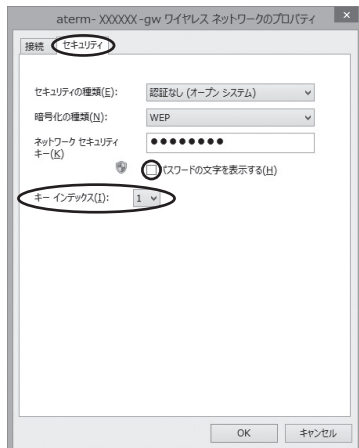 aterm- XXXXXX -gw ワイヤレス ネットワークのプロパティ ×
接続 セキュリティ
セキュリティの種類(E): 認証なし (オープン システム)
暗号化の種類(N): WEP
ネットワーク セキュリティ ●●●●●●●●
キー(K)
パスワードの文字を表示する(H)
キー インデックス(I): 1
OK キャンセル